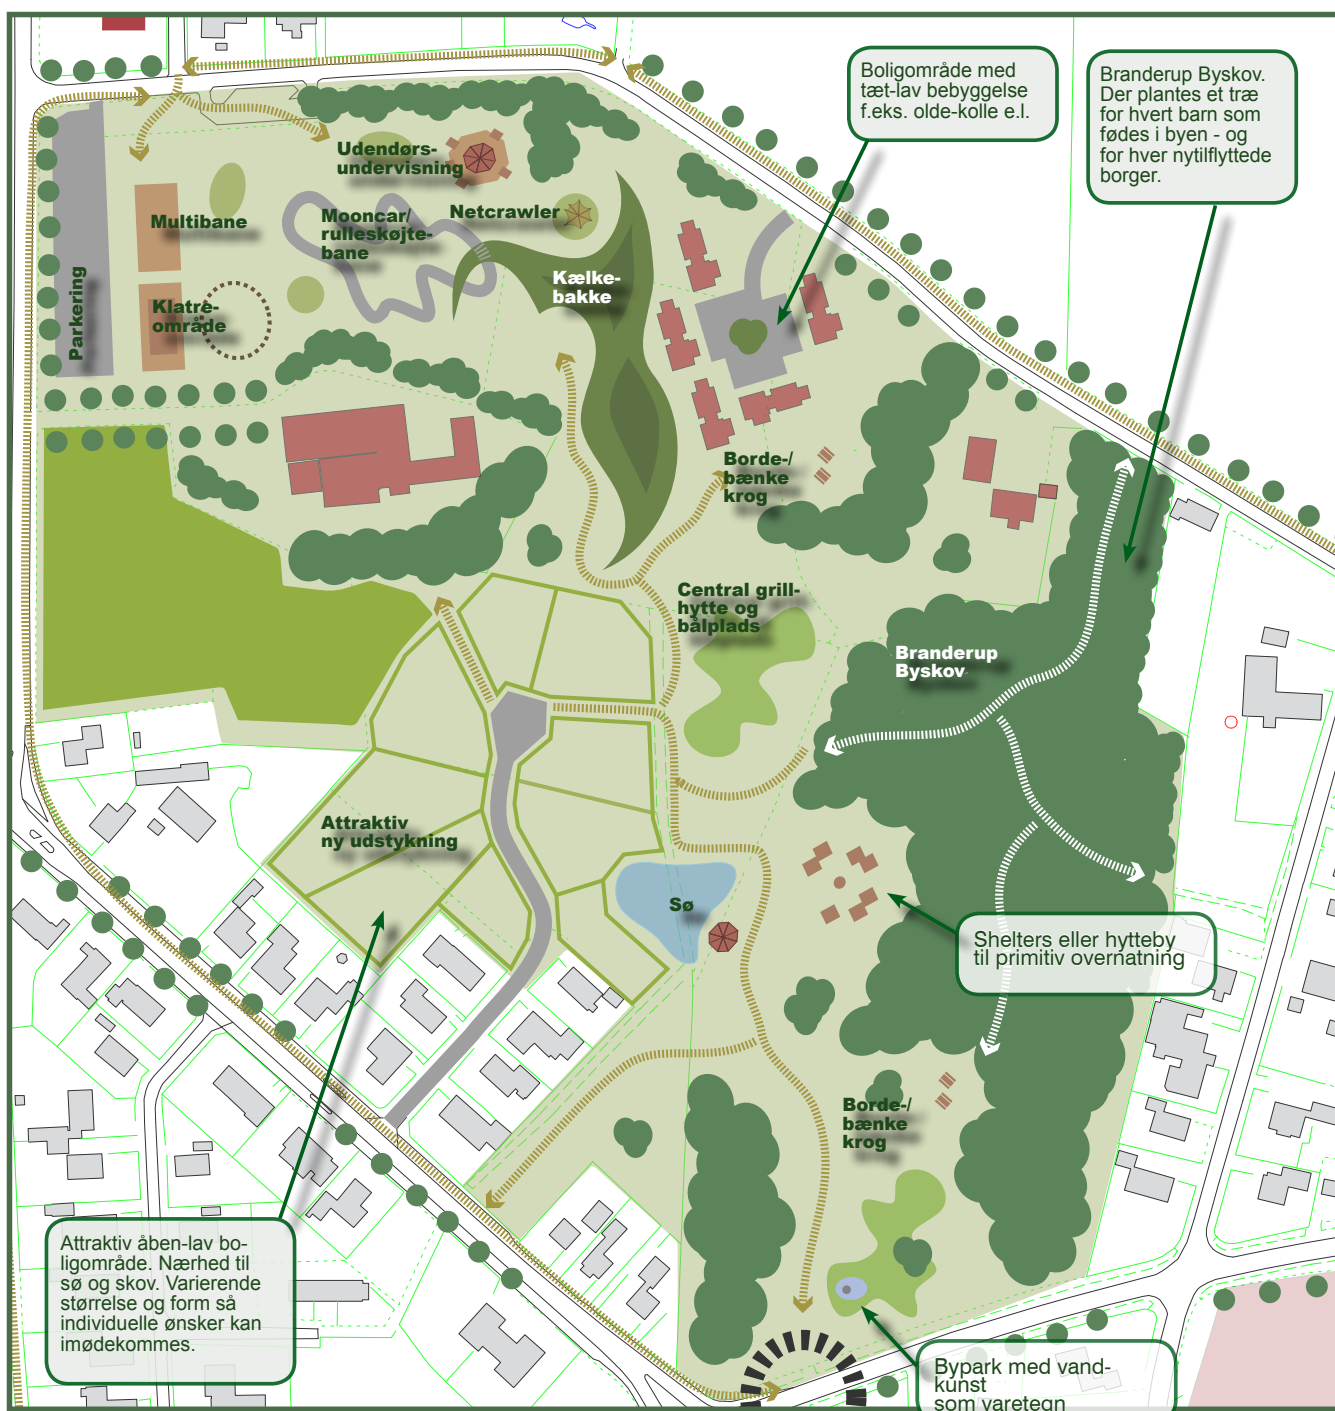 Boligområde med
tæt-lav bebyggelse
f.eks. olde-kolle e.l.
Branderup Byskov.
Der plantes et træ
for hvert barn som
fødes i byen - og
for hver nytilflyttede
borger.
Udendørs-
undervisning
Multibane
Mooncar/
rulleskøjte-
bane
Netcrawler
Kælke-
bakke
Parkering
Klatre-
område
Borde-/
bænke
krog
Central grill-
hytte og
bålplads
Branderup
Byskov
Attraktiv
ny udstykning
Sø
Shelters eller hytteby
til primitiv overnatning
Borde-/
bænke
krog
Attraktiv åben-lav bo-
ligområde. Nærhed til
sø og skov. Varierende
størrelse og form så
individuelle ønsker kan
imødekommes.
Bypark med vand-
kunst
som varetegn